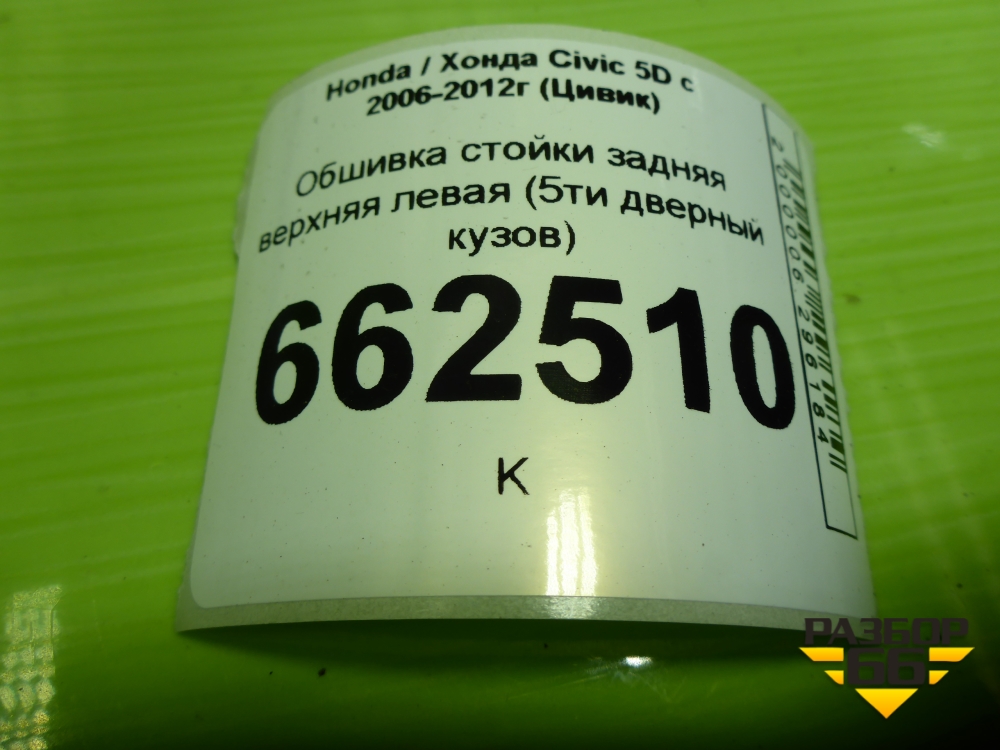 Honda / Хонда Civic 5D с
2006-2012г (Цивик)
Обшивка стойки задняя
верхняя левая (5ти дверный
кузов)
662510
К
2000006296184
РАЗБОР
66